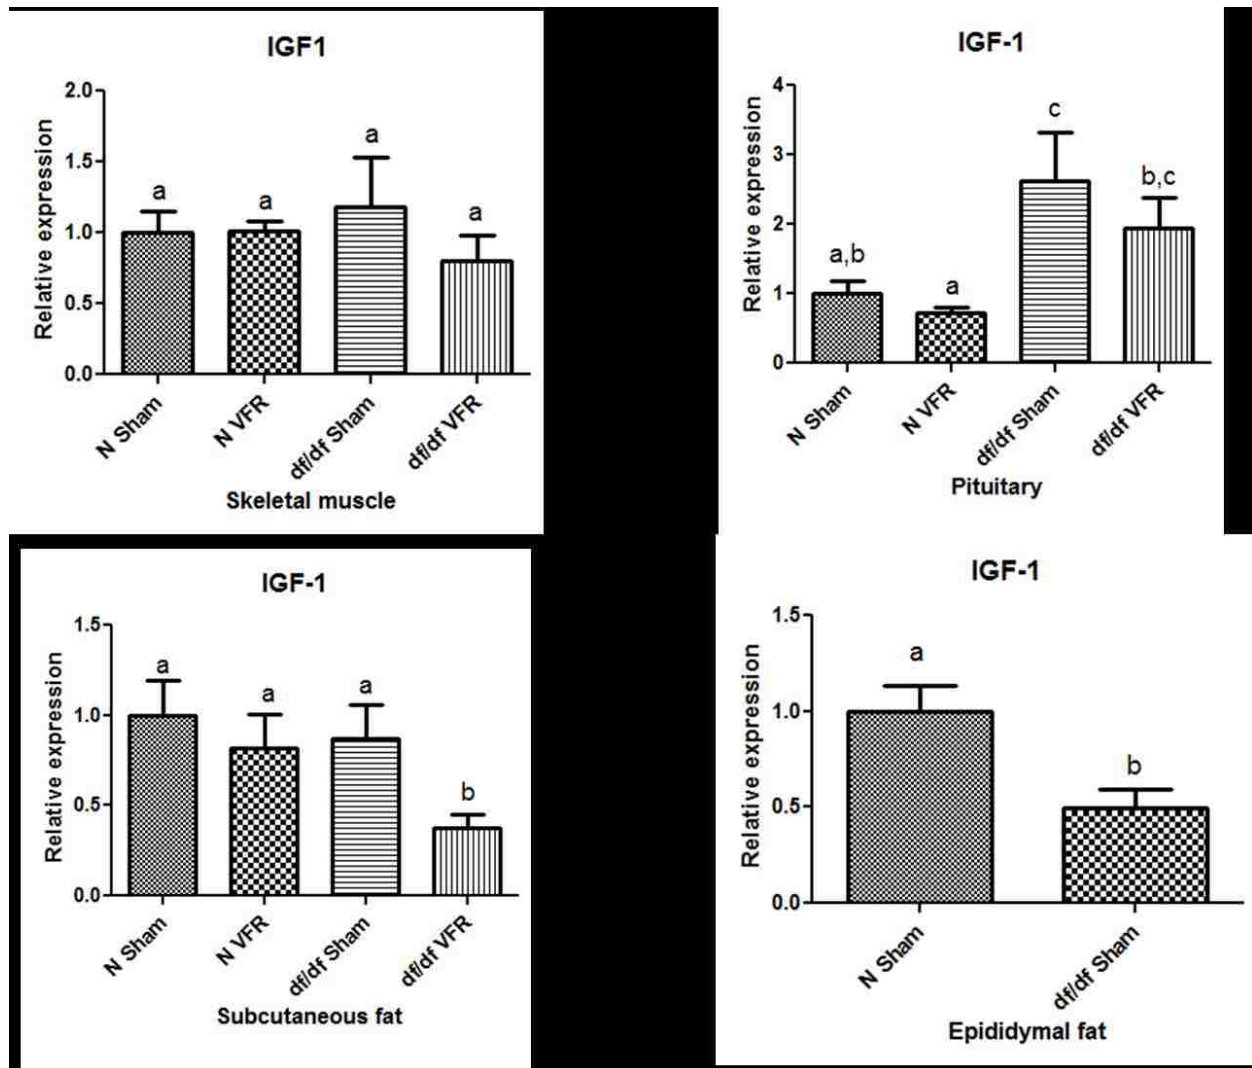 IGF1
Relative expression
2.0
1.5
1.0
0.5
0.0
a
a
a
a
N Sham
N VFR
df/df Sham
df/df VFR
Skeletal muscle
IGF-1
Relative expression
4
3
2
1
0
a,b
a
c
b,c
N Sham
N VFR
df/df Sham
df/df VFR
Pituitary
IGF-1
Relative expression
1.5
1.0
0.5
0.0
a
a
a
b
N Sham
N VFR
df/df Sham
df/df VFR
Subcutaneous fat
IGF-1
Relative expression
1.5
1.0
0.5
0.0
a
b
N Sham
df/df Sham
Epididymal fat